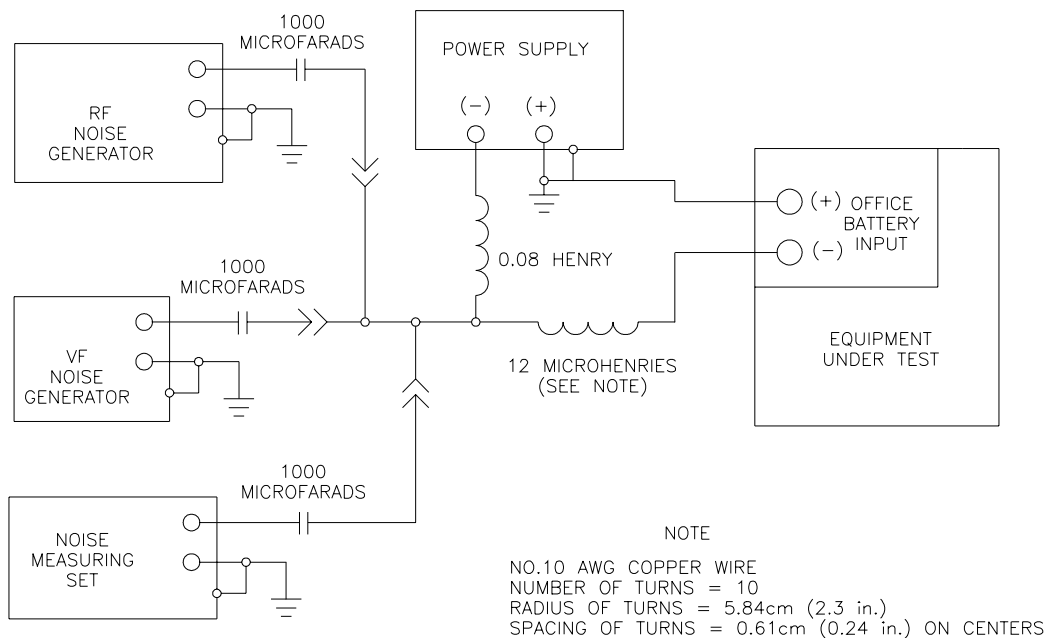 1000
MICROFARADS
RF
NOISE
GENERATOR
POWER SUPPLY
(-) (+)
(+) OFFICE
BATTERY
INPUT
(-)
0.08 HENRY
1000
MICROFARADS
VF
NOISE
GENERATOR
12 MICROHENRIES
(SEE NOTE)
EQUIPMENT
UNDER TEST
1000
MICROFARADS
NOISE
MEASURING
SET
NOTE
NO.10 AWG COPPER WIRE
NUMBER OF TURNS = 10
RADIUS OF TURNS = 5.84cm (2.3 in.)
SPACING OF TURNS = 0.61cm (0.24 in.) ON CENTERS